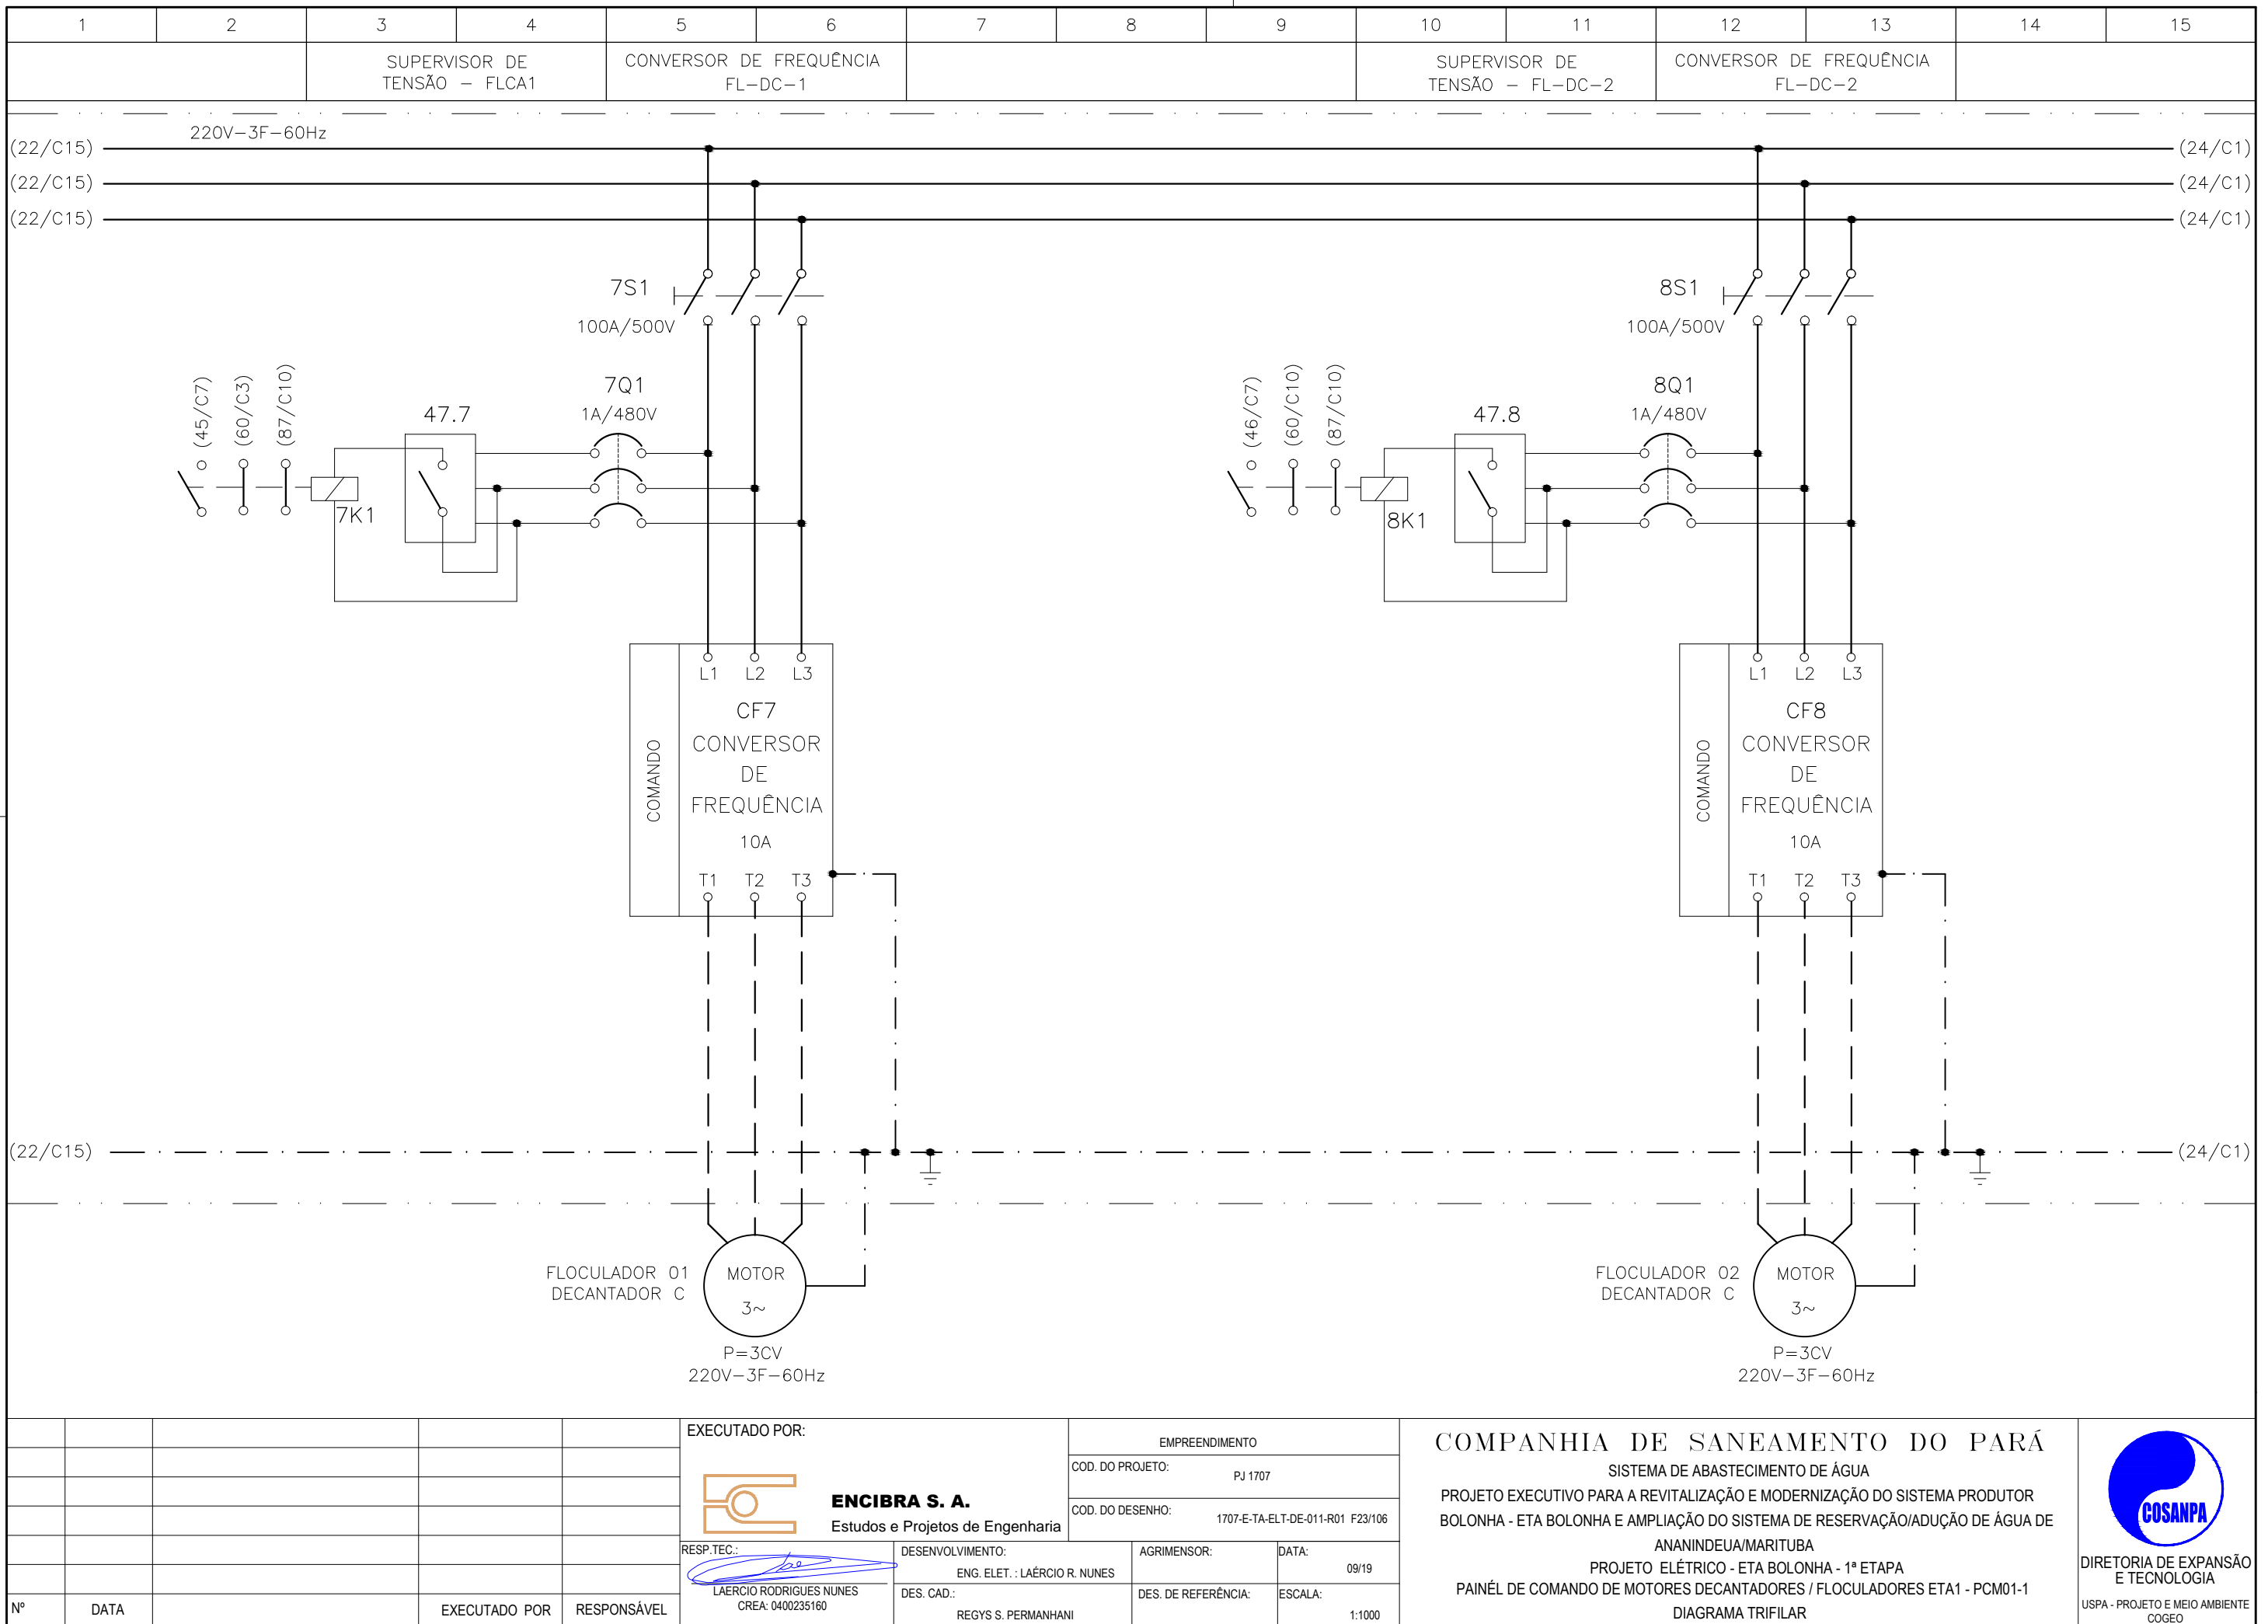 1 2 3 4 5 6 7 8 9 10 11 12 13 14 15
SUPERVISOR DE
TENSÃO - FLCA1
CONVERSOR DE FREQUÊNCIA
FL-DC-1
SUPERVISOR DE
TENSÃO - FL-DC-2
CONVERSOR DE FREQUÊNCIA
FL-DC-2
220V-3F-60Hz
(22/C15) (24/C1)
(22/C15) (24/C1)
(22/C15) (24/C1)
7S1
100A/500V
8S1
100A/500V
(45/C7)
(60/C3)
(87/C10)
7K1
47.7
7Q1
1A/480V
(46/C7)
(60/C10)
(87/C10)
8K1
47.8
8Q1
1A/480V
COMANDO
L1 L2 L3
CF7
CONVERSOR
DE
FREQUÊNCIA
10A
T1 T2 T3
COMANDO
L1 L2 L3
CF8
CONVERSOR
DE
FREQUÊNCIA
10A
T1 T2 T3
(22/C15) (24/C1)
FLOCULADOR 01
DECANTADOR C
MOTOR
3~
P=3CV
220V-3F-60Hz
FLOCULADOR 02
DECANTADOR C
MOTOR
3~
P=3CV
220V-3F-60Hz
Nº DATA EXECUTADO POR RESPONSÁVEL
EXECUTADO POR:
ENCIBRA S. A.
Estudos e Projetos de Engenharia
EMPREENDIMENTO
COD. DO PROJETO: PJ 1707
COD. DO DESENHO: 1707-E-TA-ELT-DE-011-R01 F23/106
RESP.TEC.:
LAERCIO RODRIGUES NUNES
CREA: 0400235160
DESENVOLVIMENTO:
ENG. ELET. : LAÉRCIO R. NUNES
AGRIMENSOR:
DATA:
09/19
DES. CAD.:
REGYS S. PERMANHANI
DES. DE REFERÊNCIA:
ESCALA:
1:1000
COMPANHIA DE SANEAMENTO DO PARÁ
SISTEMA DE ABASTECIMENTO DE ÁGUA
PROJETO EXECUTIVO PARA A REVITALIZAÇÃO E MODERNIZAÇÃO DO SISTEMA PRODUTOR
BOLONHA - ETA BOLONHA E AMPLIAÇÃO DO SISTEMA DE RESERVAÇÃO/ADUÇÃO DE ÁGUA DE
ANANINDEUA/MARITUBA
PROJETO ELÉTRICO - ETA BOLONHA - 1ª ETAPA
PAINÉL DE COMANDO DE MOTORES DECANTADORES / FLOCULADORES ETA1 - PCM01-1
DIAGRAMA TRIFILAR
COSANPA
DIRETORIA DE EXPANSÃO
E TECNOLOGIA
USPA - PROJETO E MEIO AMBIENTE
COGEO